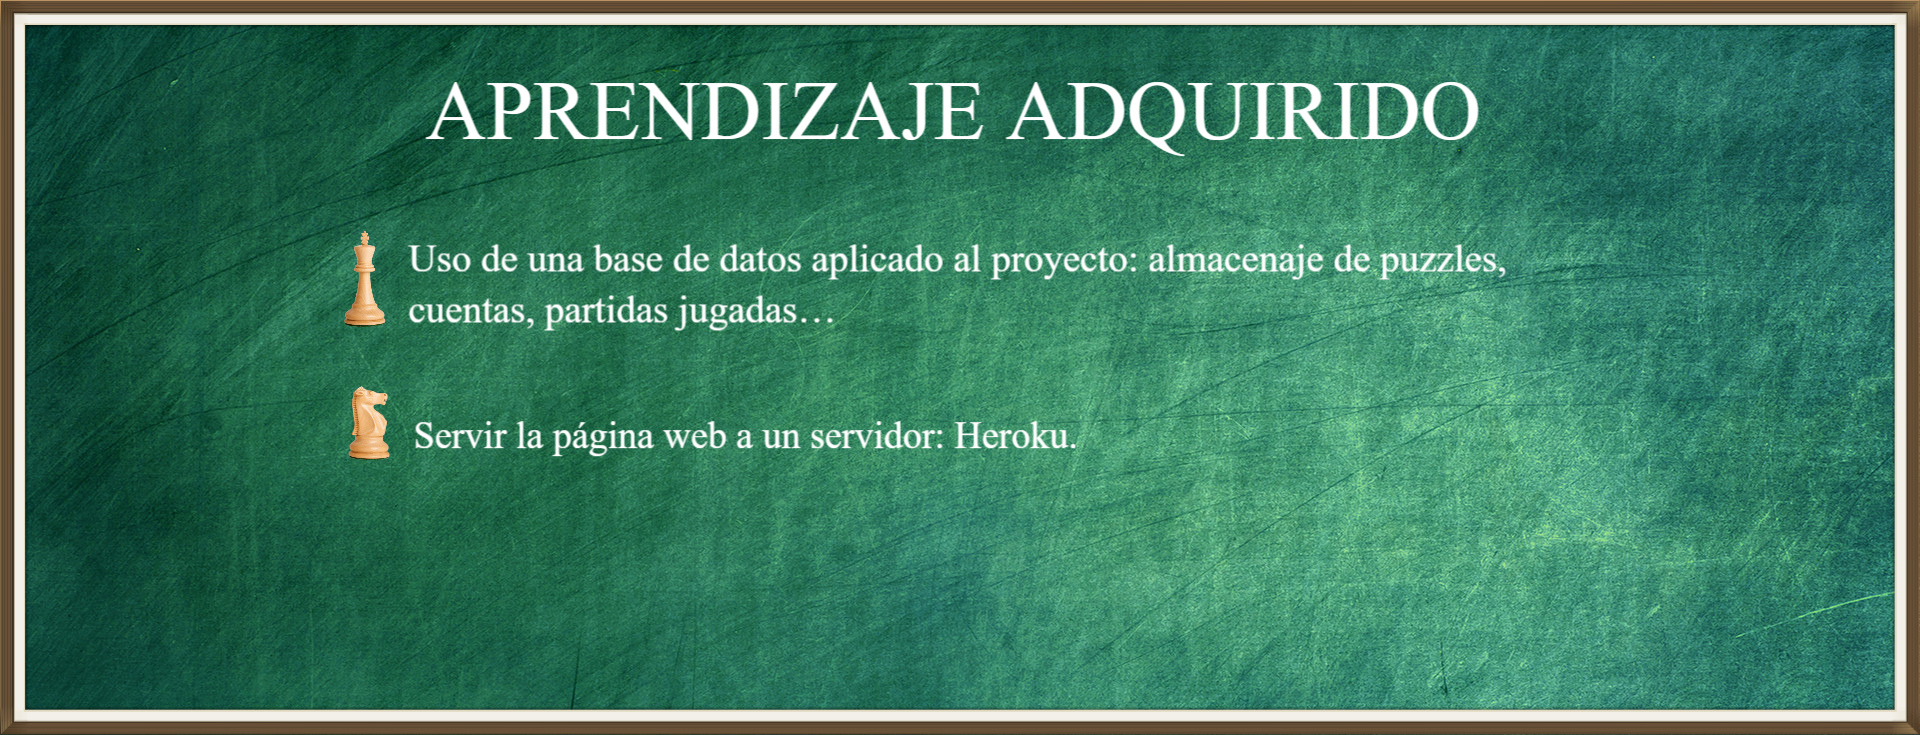 APRENDIZAJE ADQUIRIDO
Uso de una base de datos aplicado al proyecto: almacenaje de puzzles,
cuentas, partidas jugadas…
Servir la página web a un servidor: Heroku.